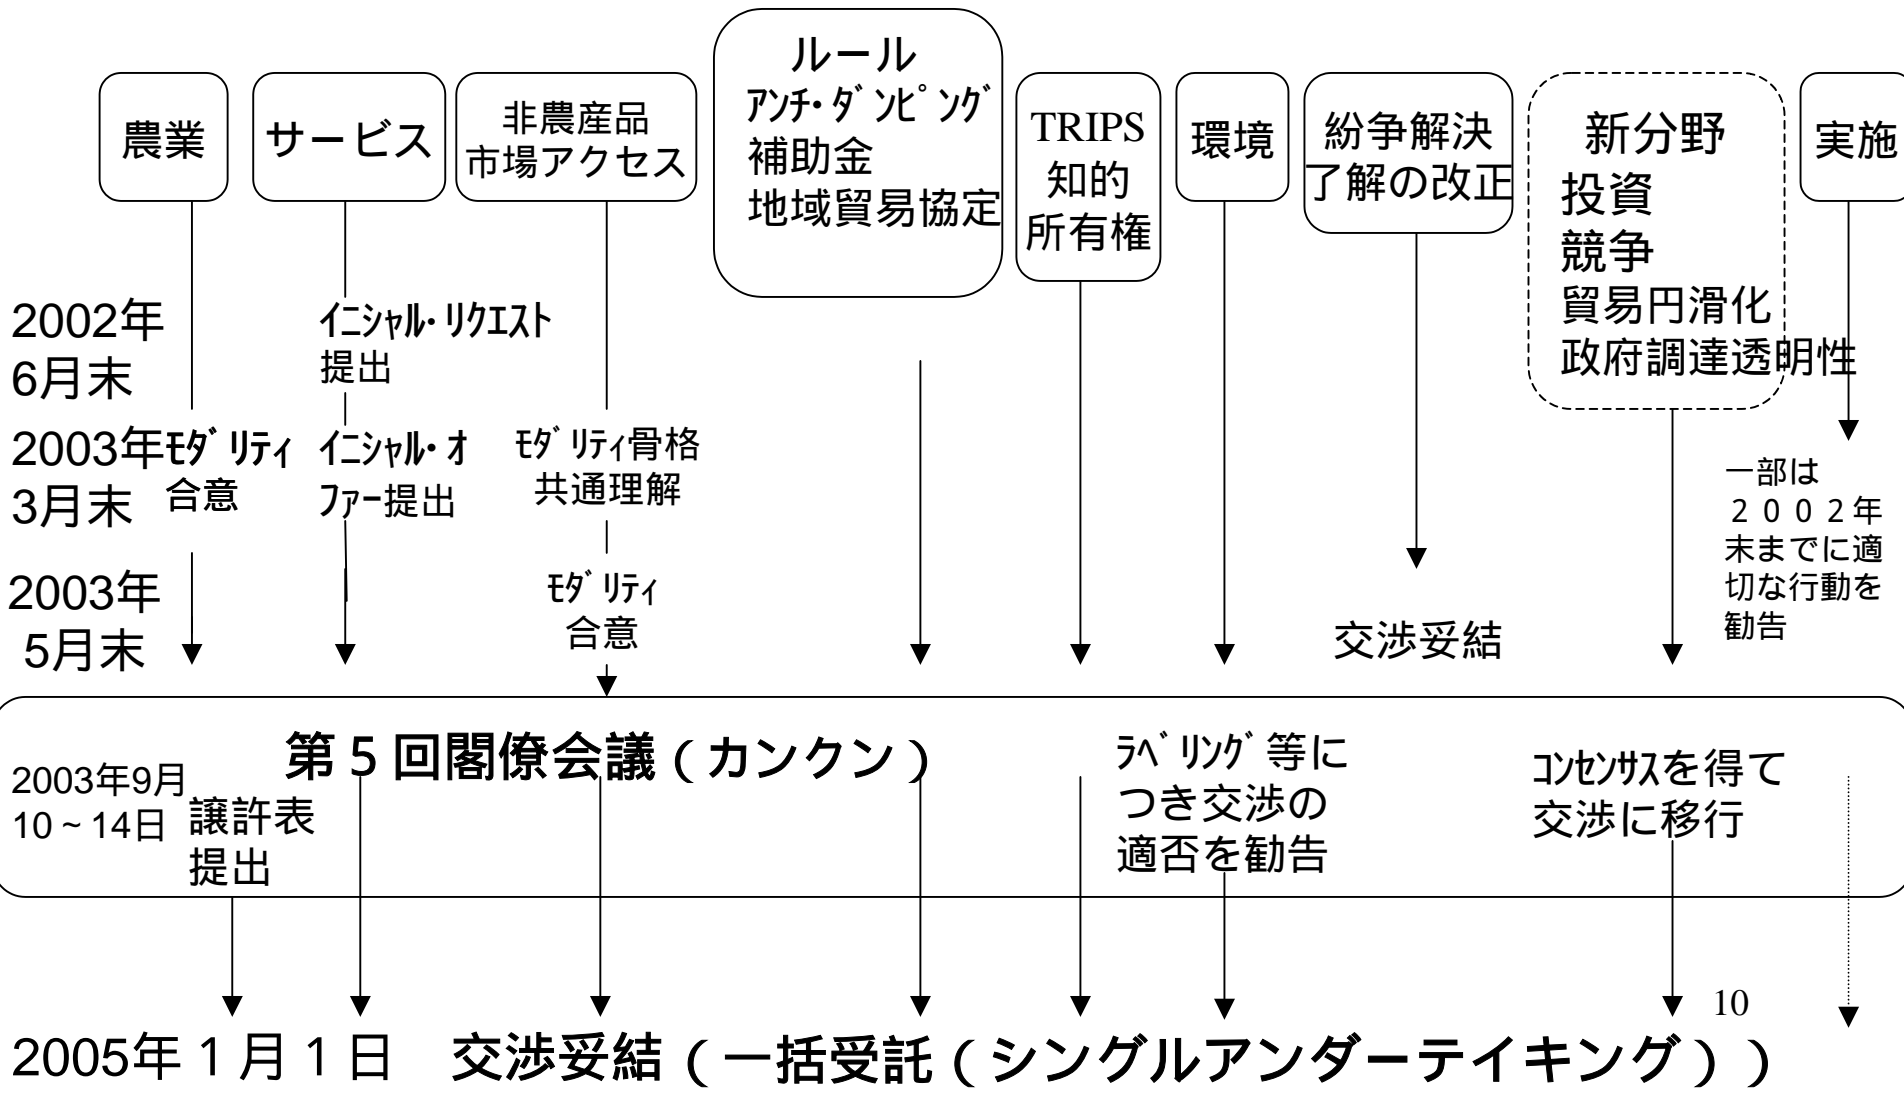 農業
サービス
非農産品
市場アクセス
ルール
ｱﾝﾁ･ﾀﾞﾝﾋﾟﾝｸﾞ
補助金
地域貿易協定
TRIPS
知的
所有権
環境
紛争解決
了解の改正
新分野
投資
競争
貿易円滑化
政府調達透明性
実施
2002年
6月末
ｲﾆｼｬﾙ･ﾘｸｴｽﾄ
提出
2003年
3月末
ﾓﾀﾞﾘﾃｨ
合意
ｲﾆｼｬﾙ･ｵ
ﾌｧｰ提出
ﾓﾀﾞﾘﾃｨ骨格
共通理解
一部は
２００２年
末までに適
切な行動を
勧告
2003年
5月末
ﾓﾀﾞﾘﾃｨ
合意
交渉妥結
第５回閣僚会議（カンクン）
2003年9月
10～14日
譲許表
提出
ﾗﾍﾞﾘﾝｸﾞ等に
つき交渉の
適否を勧告
ｺﾝｾﾝｻｽを得て
交渉に移行
10
2005年１月１日　交渉妥結（一括受託（シングルアンダーテイキング））